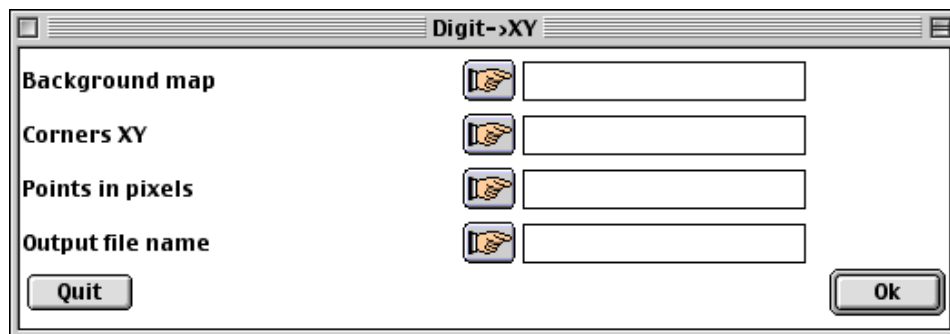 Digit->XY
Background map
Corners XY
Points in pixels
Output file name
Quit Ok